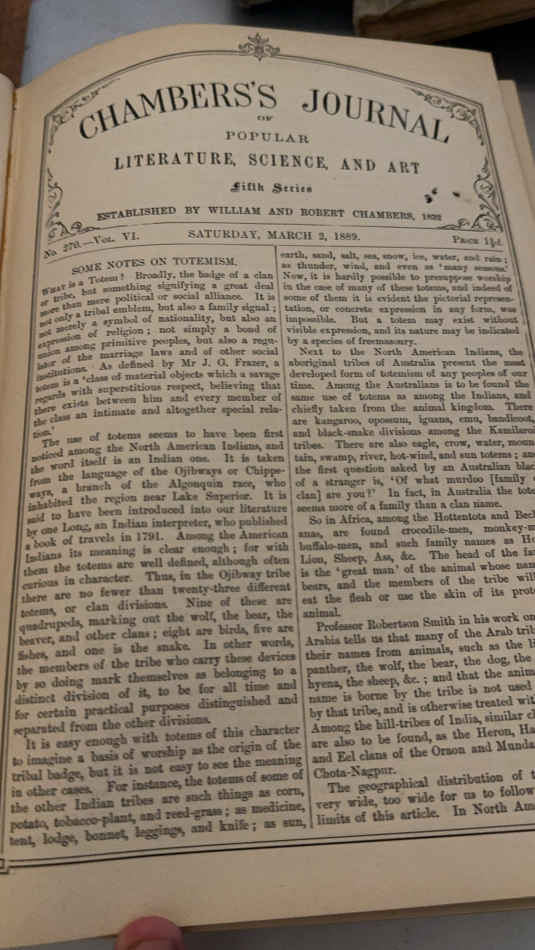 CHAMBERS'S JOURNAL
OF
POPULAR
LITERATURE, SCIENCE, AND ART
Fifth Series
ESTABLISHED BY WILLIAM AND ROBERT CHAMBERS, 1832
No. 270.—VOL. VI. SATURDAY, MARCH 2, 1889. PRICE 1½d.
SOME NOTES ON TOTEMISM.
WHAT is a Totem? Broadly, the badge of a clan
or tribe, but something signifying a great deal
more than mere political or social alliance. It is
not only a tribal emblem, but also a family signal;
not merely a symbol of nationality, but also an
expression of religion; not simply a bond of
union among primitive peoples, but also a regu-
lator of the marriage laws and of other social
institutions. As defined by Mr J. G. Frazer, a
totem is a 'class of material objects which a savage
regards with superstitious respect, believing that
there exists between him and every member of
the class an intimate and altogether special rela-
tion.'
The use of totems seems to have been first
noticed among the North American Indians, and
the word itself is an Indian one. It is taken
from the language of the Ojibways or Chippe-
ways, a branch of the Algonquin race, who
inhabited the region near Lake Superior. It is
said to have been introduced into our literature
by one Long, an Indian interpreter, who published
a book of travels in 1791. Among the American
Indians its meaning is clear enough; for with
them the totems are well defined, although often
curious in character. Thus, in the Ojibway tribe
there are no fewer than twenty-three different
totems, or clan divisions. Nine of these are
quadrupeds, marking out the wolf, the bear, the
beaver, and other clans; eight are birds, five are
fishes, and one is the snake. In other words,
the members of the tribe who carry these devices
by so doing mark themselves as belonging to a
distinct division of it, to be for all time and
for certain practical purposes distinguished and
separated from the other divisions.
It is easy enough with totems of this character
to imagine a basis of worship as the origin of the
tribal badge, but it is not easy to see the meaning
in other cases. For instance, the totems of some of
the other Indian tribes are such things as corn,
potato, tobacco-plant, and reed-grass; as medicine,
tent, lodge, bonnet, leggings, and knife; as sun,
earth, sand, salt, sea, snow, ice, water, and rain;
as thunder, wind, and even as 'many seasons.'
Now, it is hardly possible to presuppose worship
in the case of many of these totems, and indeed of
some of them it is evident the pictorial represen-
tation, or concrete expression in any form, was
impossible. But a totem may exist without
visible expression, and its nature may be indicated
by a species of freemasonry.
Next to the North American Indians, the
aboriginal tribes of Australia present the most
developed form of totemism of any peoples of our
time. Among the Australians is to be found the
same use of totems as among the Indians, and
chiefly taken from the animal kingdom. There
are kangaroo, opossum, iguana, emu, bandicoot,
and black-snake divisions among the Kamilaroi
tribes. There are also eagle, crow, water, moun
tain, swamp, river, hot-wind, and sun totems; and
the first question asked by an Australian blac
of a stranger is, 'Of what murdoo [family
clan] are you?' In fact, in Australia the tote
seems more of a family than a clan name.
So in Africa, among the Hottentots and Bech
anas, are found crocodile-men, monkey-m
buffalo-men, and such family names as Ho
Lion, Sheep, Ass, &c. The head of the fa
is the 'great man' of the animal whose nam
bears, and the members of the tribe will
eat the flesh or use the skin of its prot
animal.
Professor Robertson Smith in his work on
Arabia tells us that many of the Arab trib
their names from animals, such as the li
panther, the wolf, the bear, the dog, the
hyena, the sheep, &c.; and that the anim
name is borne by the tribe is not used
by that tribe, and is otherwise treated wit
Among the hill-tribes of India, similar cl
are also to be found, as the Heron, Ha
and Eel clans of the Oraon and Munda
Chota-Nagpur.
The geographical distribution of t
very wide, too wide for us to follow
limits of this article. In North Am